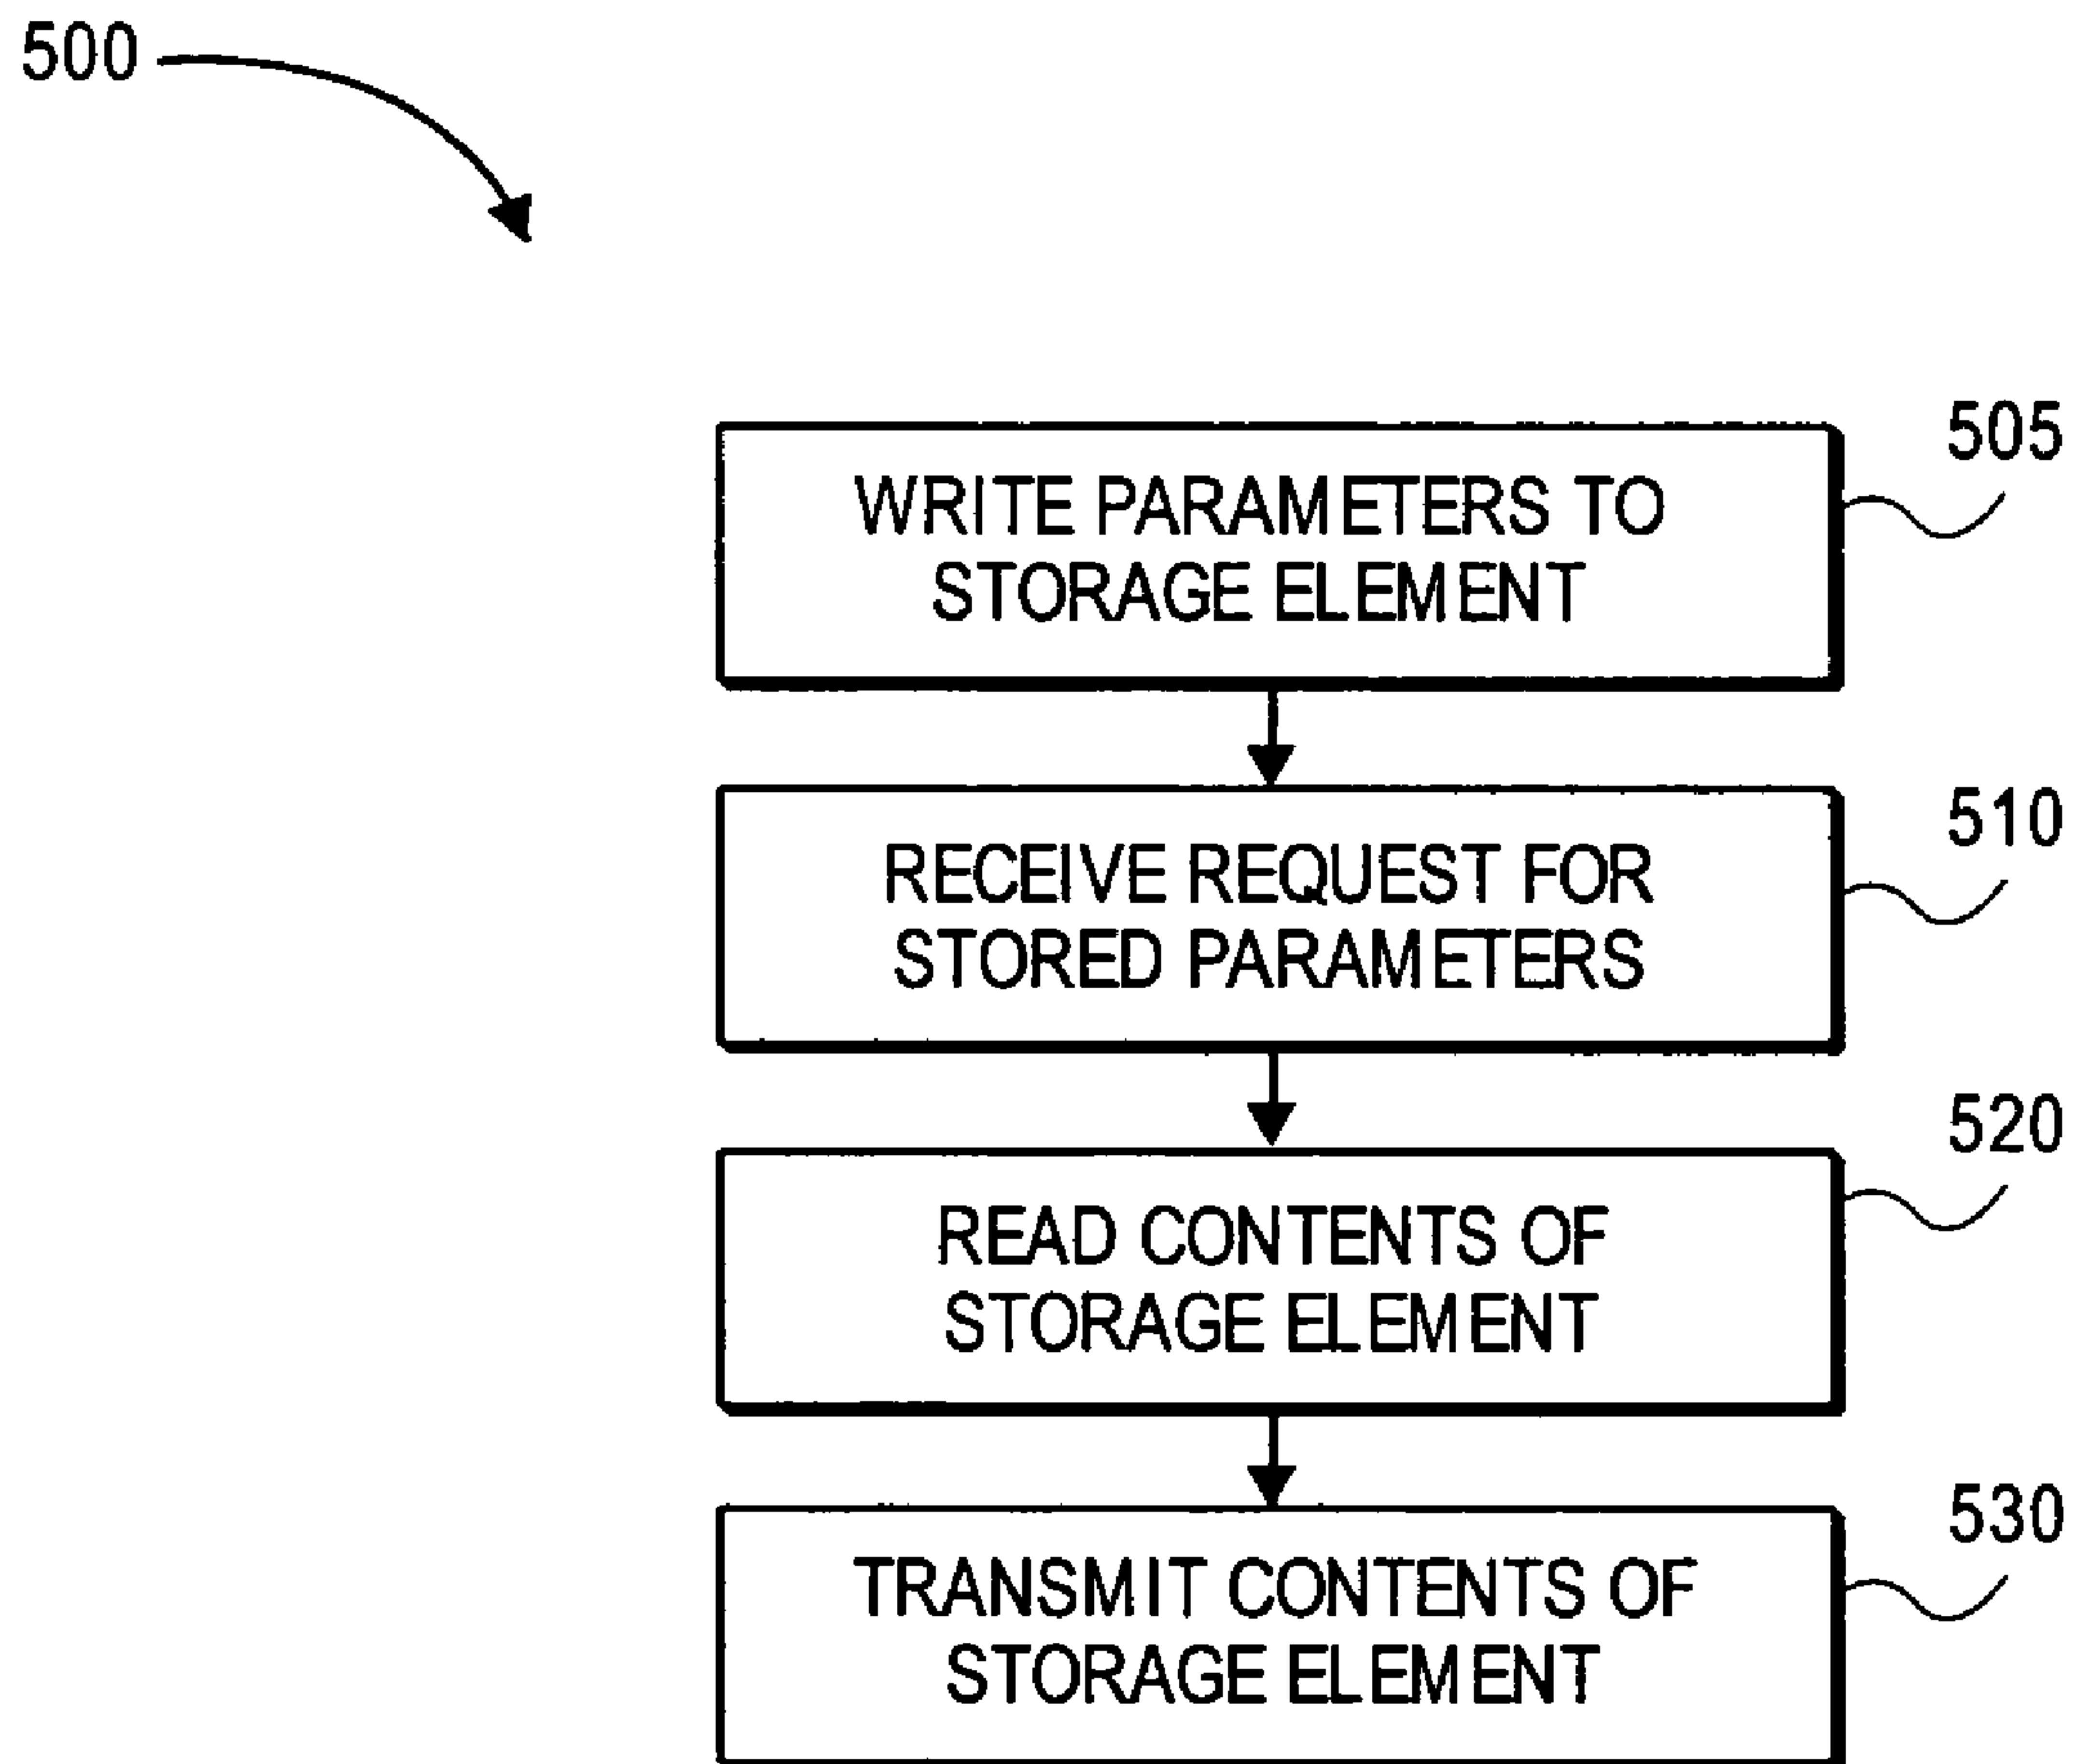 500
505
WRITE PARAMETERS TO
STORAGE ELEMENT
510
RECEIVE REQUEST FOR
STORED PARAMETERS
520
READ CONTENTS OF
STORAGE ELEMENT
530
TRANSMIT CONTENTS OF
STORAGE ELEMENT